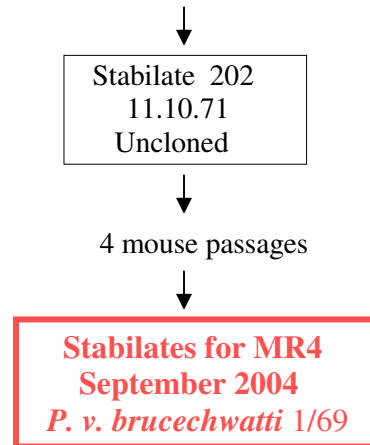 Stabilate 202
11.10.71
Uncloned
4 mouse passages
Stabilates for MR4
September 2004
P. v. brucechwatti 1/69